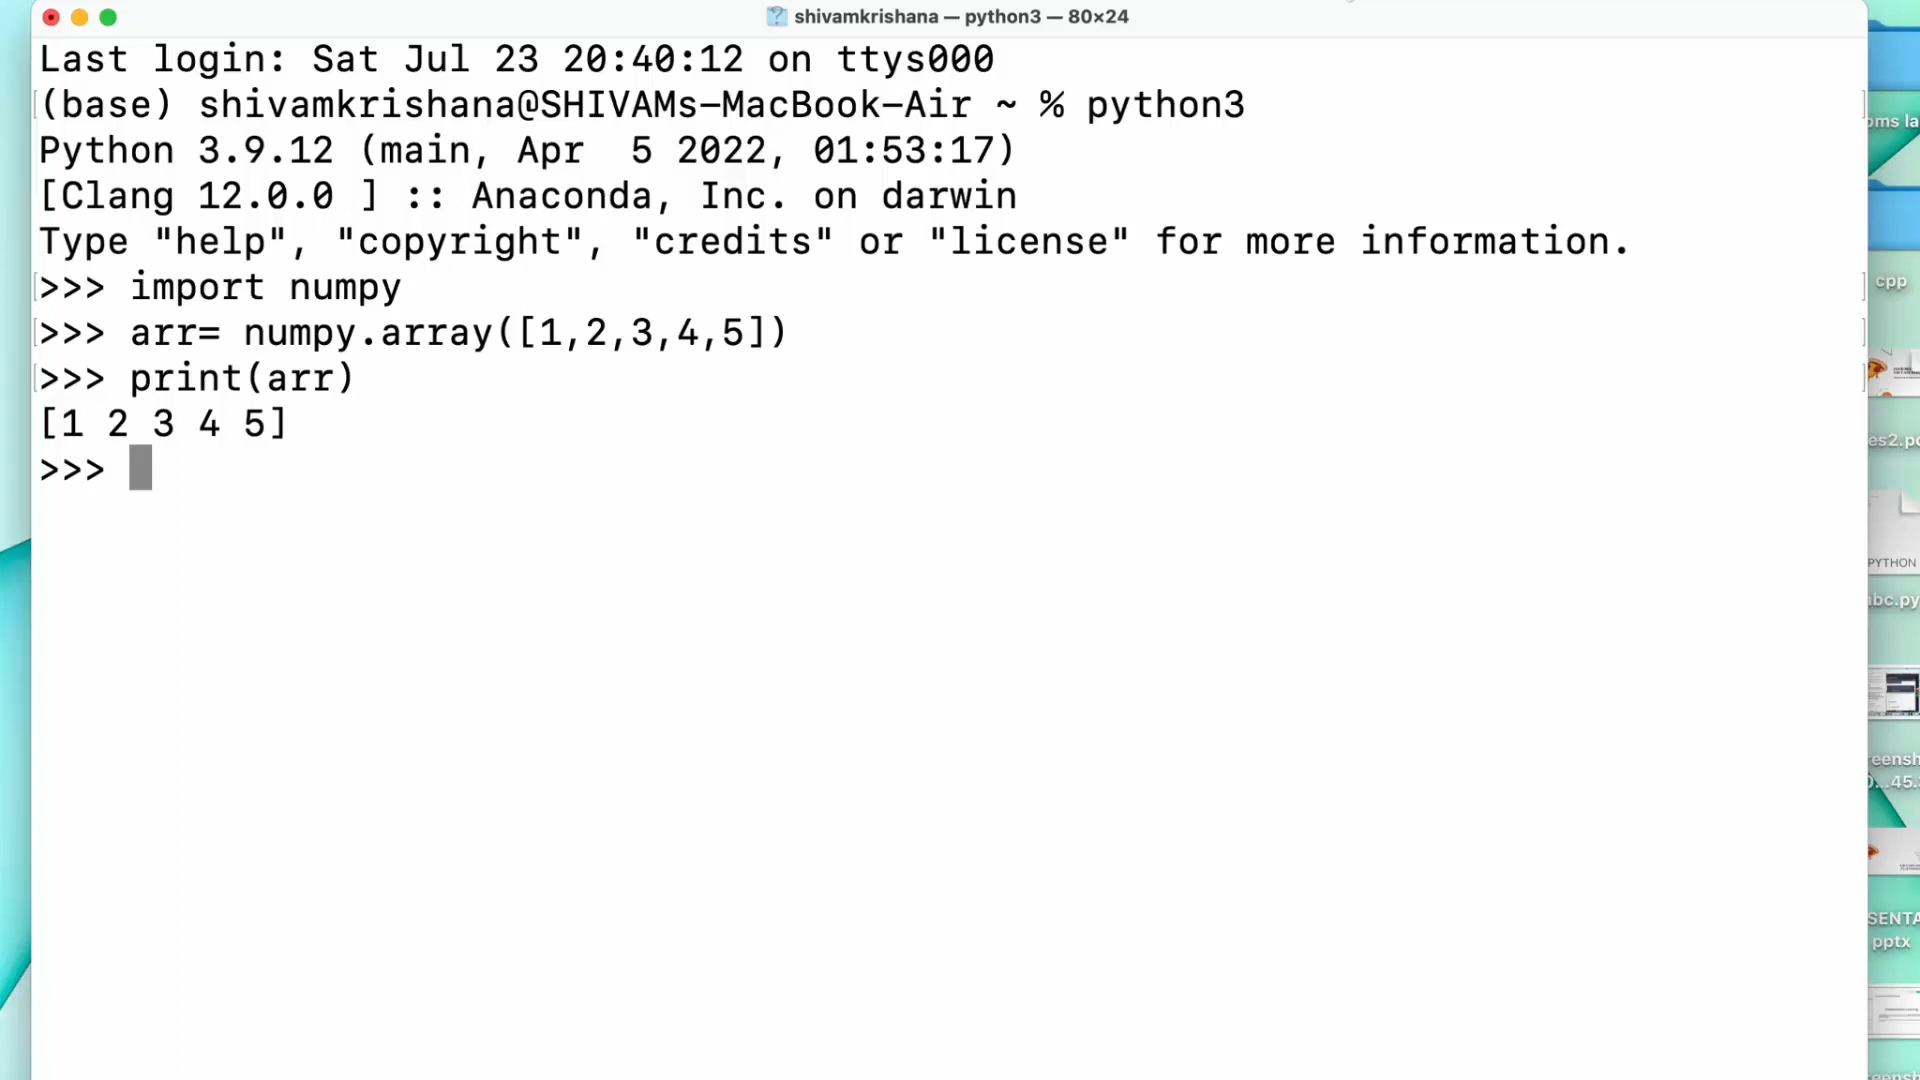 shivamkrishana — python3 — 80×24
Last login: Sat Jul 23 20:40:12 on ttys000
(base) shivamkrishana@SHIVAMs-MacBook-Air ~ % python3
Python 3.9.12 (main, Apr  5 2022, 01:53:17)
[Clang 12.0.0 ] :: Anaconda, Inc. on darwin
Type "help", "copyright", "credits" or "license" for more information.
>>> import numpy
>>> arr= numpy.array([1,2,3,4,5])
>>> print(arr)
[1 2 3 4 5]
>>>
cpp
PYTHON
pptx